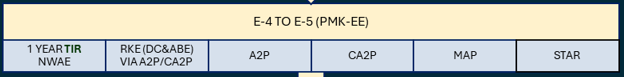 E-4 TO E-5 (PMK-EE)
1 YEAR TIR
NWAE
RKE (DC&ABE)
VIA A2P/CA2P
A2P
CA2P
MAP
STAR